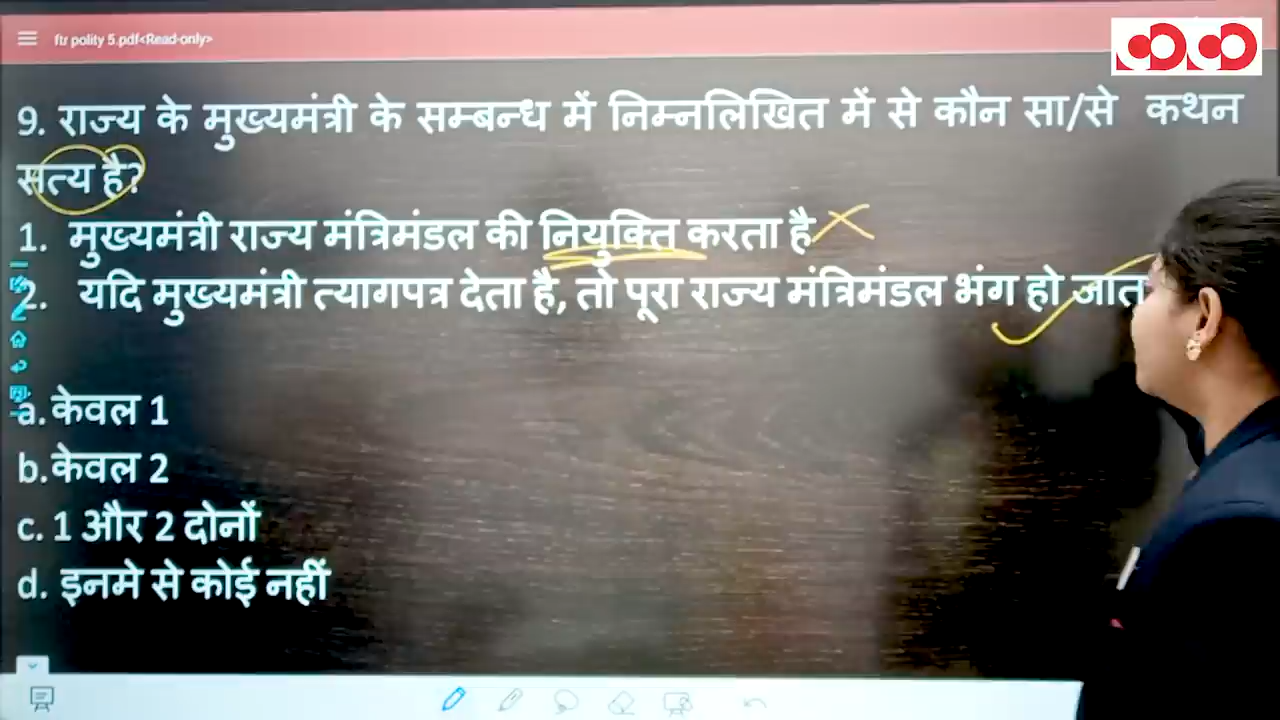 ftr polity 5.pdf<Read-only>
9. राज्य के मुख्यमंत्री के सम्बन्ध में निम्नलिखित में से कौन सा/से कथन
सत्य है?
1. मुख्यमंत्री राज्य मंत्रिमंडल की नियुक्ति करता है
2. यदि मुख्यमंत्री त्यागपत्र देता है, तो पूरा राज्य मंत्रिमंडल भंग हो जात
a. केवल 1
b. केवल 2
c. 1 और 2 दोनों
d. इनमे से कोई नहीं